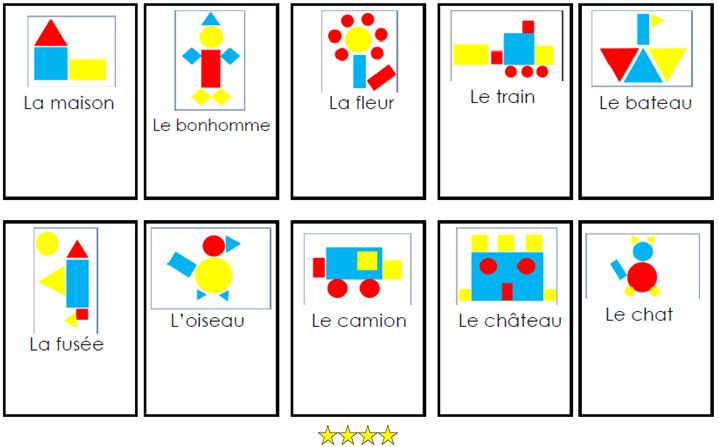 La maison
Le bonhomme
La fleur
Le train
Le bateau
La fusée
L'oiseau
Le camion
Le château
Le chat